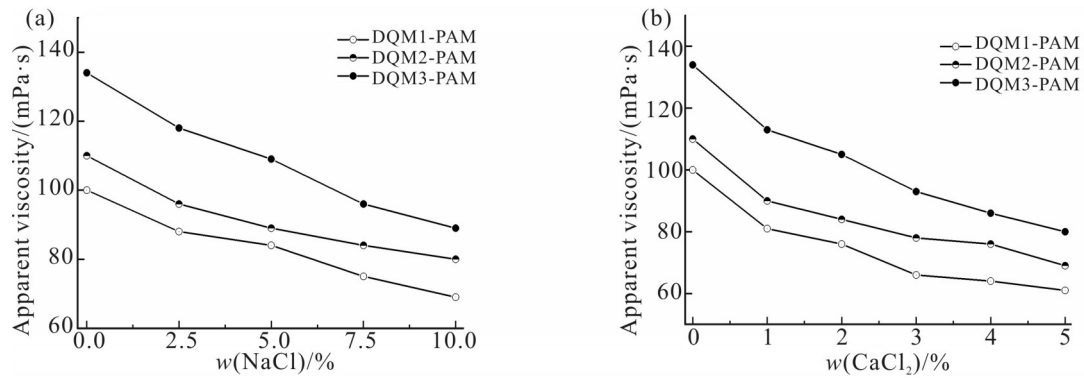 (a)
DQM1-PAM
DQM2-PAM
DQM3-PAM
Apparent viscosity/(mPa·s)
140
120
100
80
60
0.0 2.5 5.0 7.5 10.0
w(NaCl)/%
(b)
DQM1-PAM
DQM2-PAM
DQM3-PAM
Apparent viscosity/(mPa·s)
140
120
100
80
60
0 1 2 3 4 5
w(CaCl₂)/%